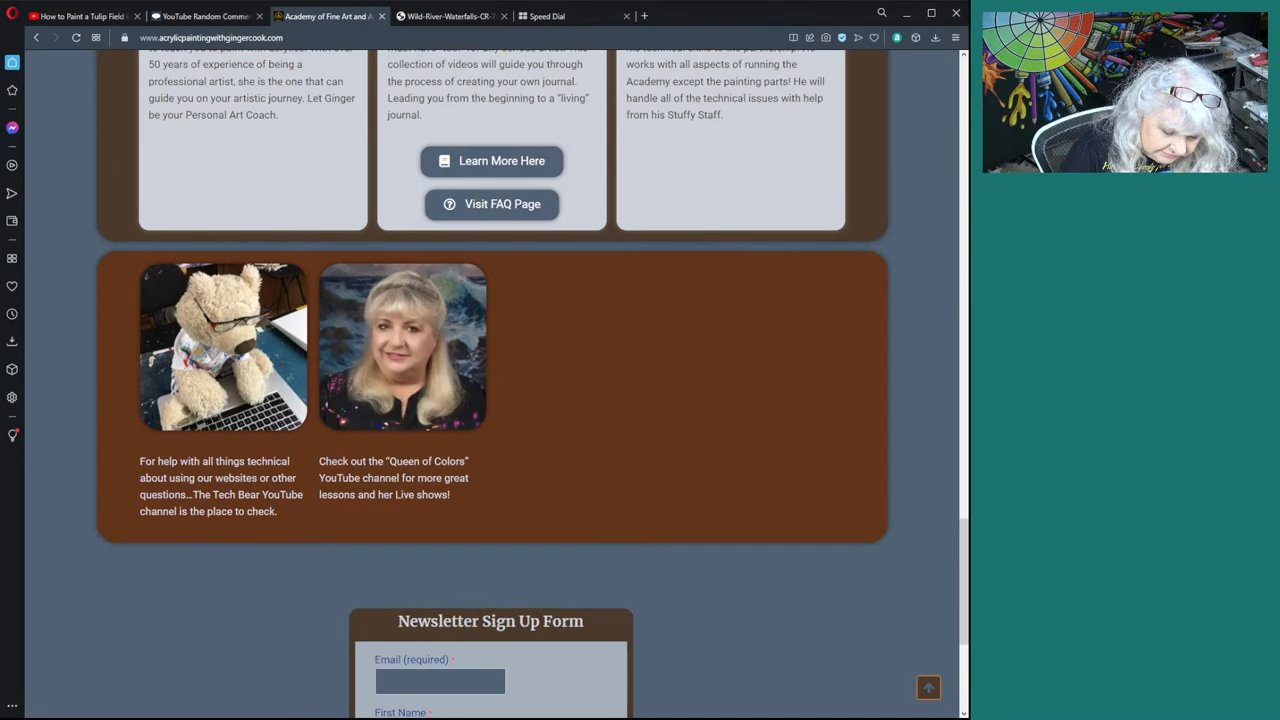 How to Paint a Tulip Field
YouTube Random Comme
Academy of Fine Art and A
Wild-River-Waterfalls-CR-7
Speed Dial
www.acrylicpaintingwithgingercook.com
50 years of experience of being a
professional artist, she is the one that can
guide you on your artistic journey. Let Ginger
be your Personal Art Coach.
collection of videos will guide you through
the process of creating your own journal.
Leading you from the beginning to a “living”
journal.
Learn More Here
Visit FAQ Page
works with all aspects of running the
Academy except the painting parts! He will
handle all of the technical issues with help
from his Stuffy Staff.
For help with all things technical
about using our websites or other
questions...The Tech Bear YouTube
channel is the place to check.
Check out the “Queen of Colors”
YouTube channel for more great
lessons and her Live shows!
Newsletter Sign Up Form
Email (required) *
First Name *